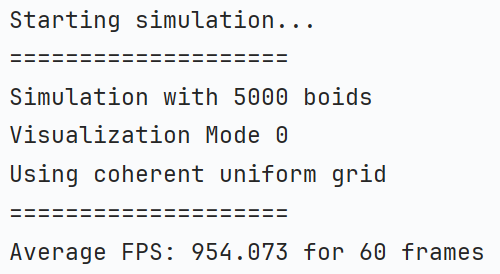 Starting simulation...
====================
Simulation with 5000 boids
Visualization Mode 0
Using coherent uniform grid
====================
Average FPS: 954.073 for 60 frames